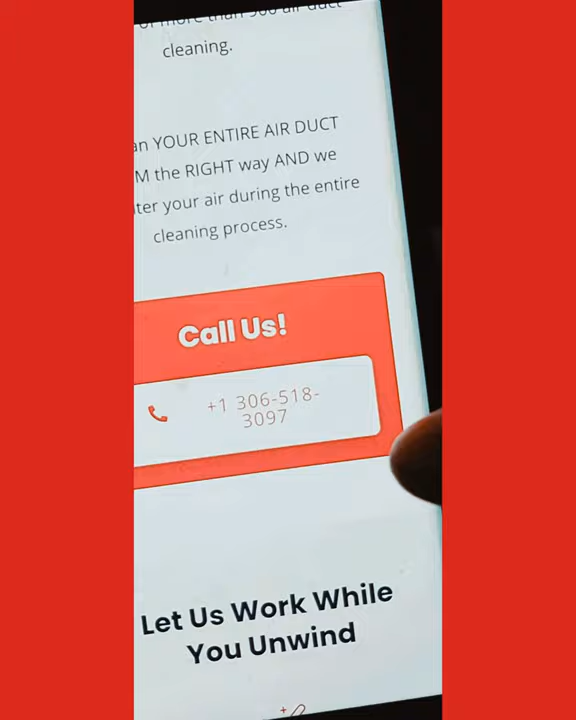 of more than 500 air duct
cleaning.
an YOUR ENTIRE AIR DUCT
M the RIGHT way AND we
ter your air during the entire
cleaning process.
Call Us!
+1 306-518-
3097
Let Us Work While
You Unwind